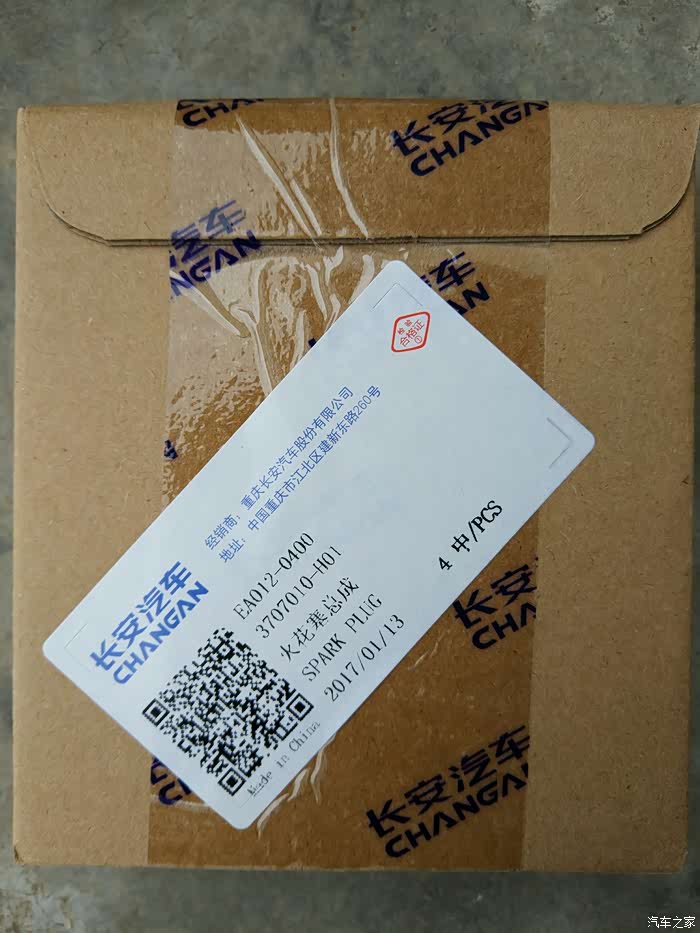 CHANGAN
长安汽车
CHANGAN
汽车
NGAN
检验
合格证
①
经销商：重庆长安汽车股份有限公司
地址：中国重庆市江北区建新东路260号
长安汽车
CHANGAN
EA012-0400
3707010-H01
火花塞总成
SPARK PLUG
2017/01/13
4 中/PCS
Made in China
长安汽车
CHANGAN
汽车之家